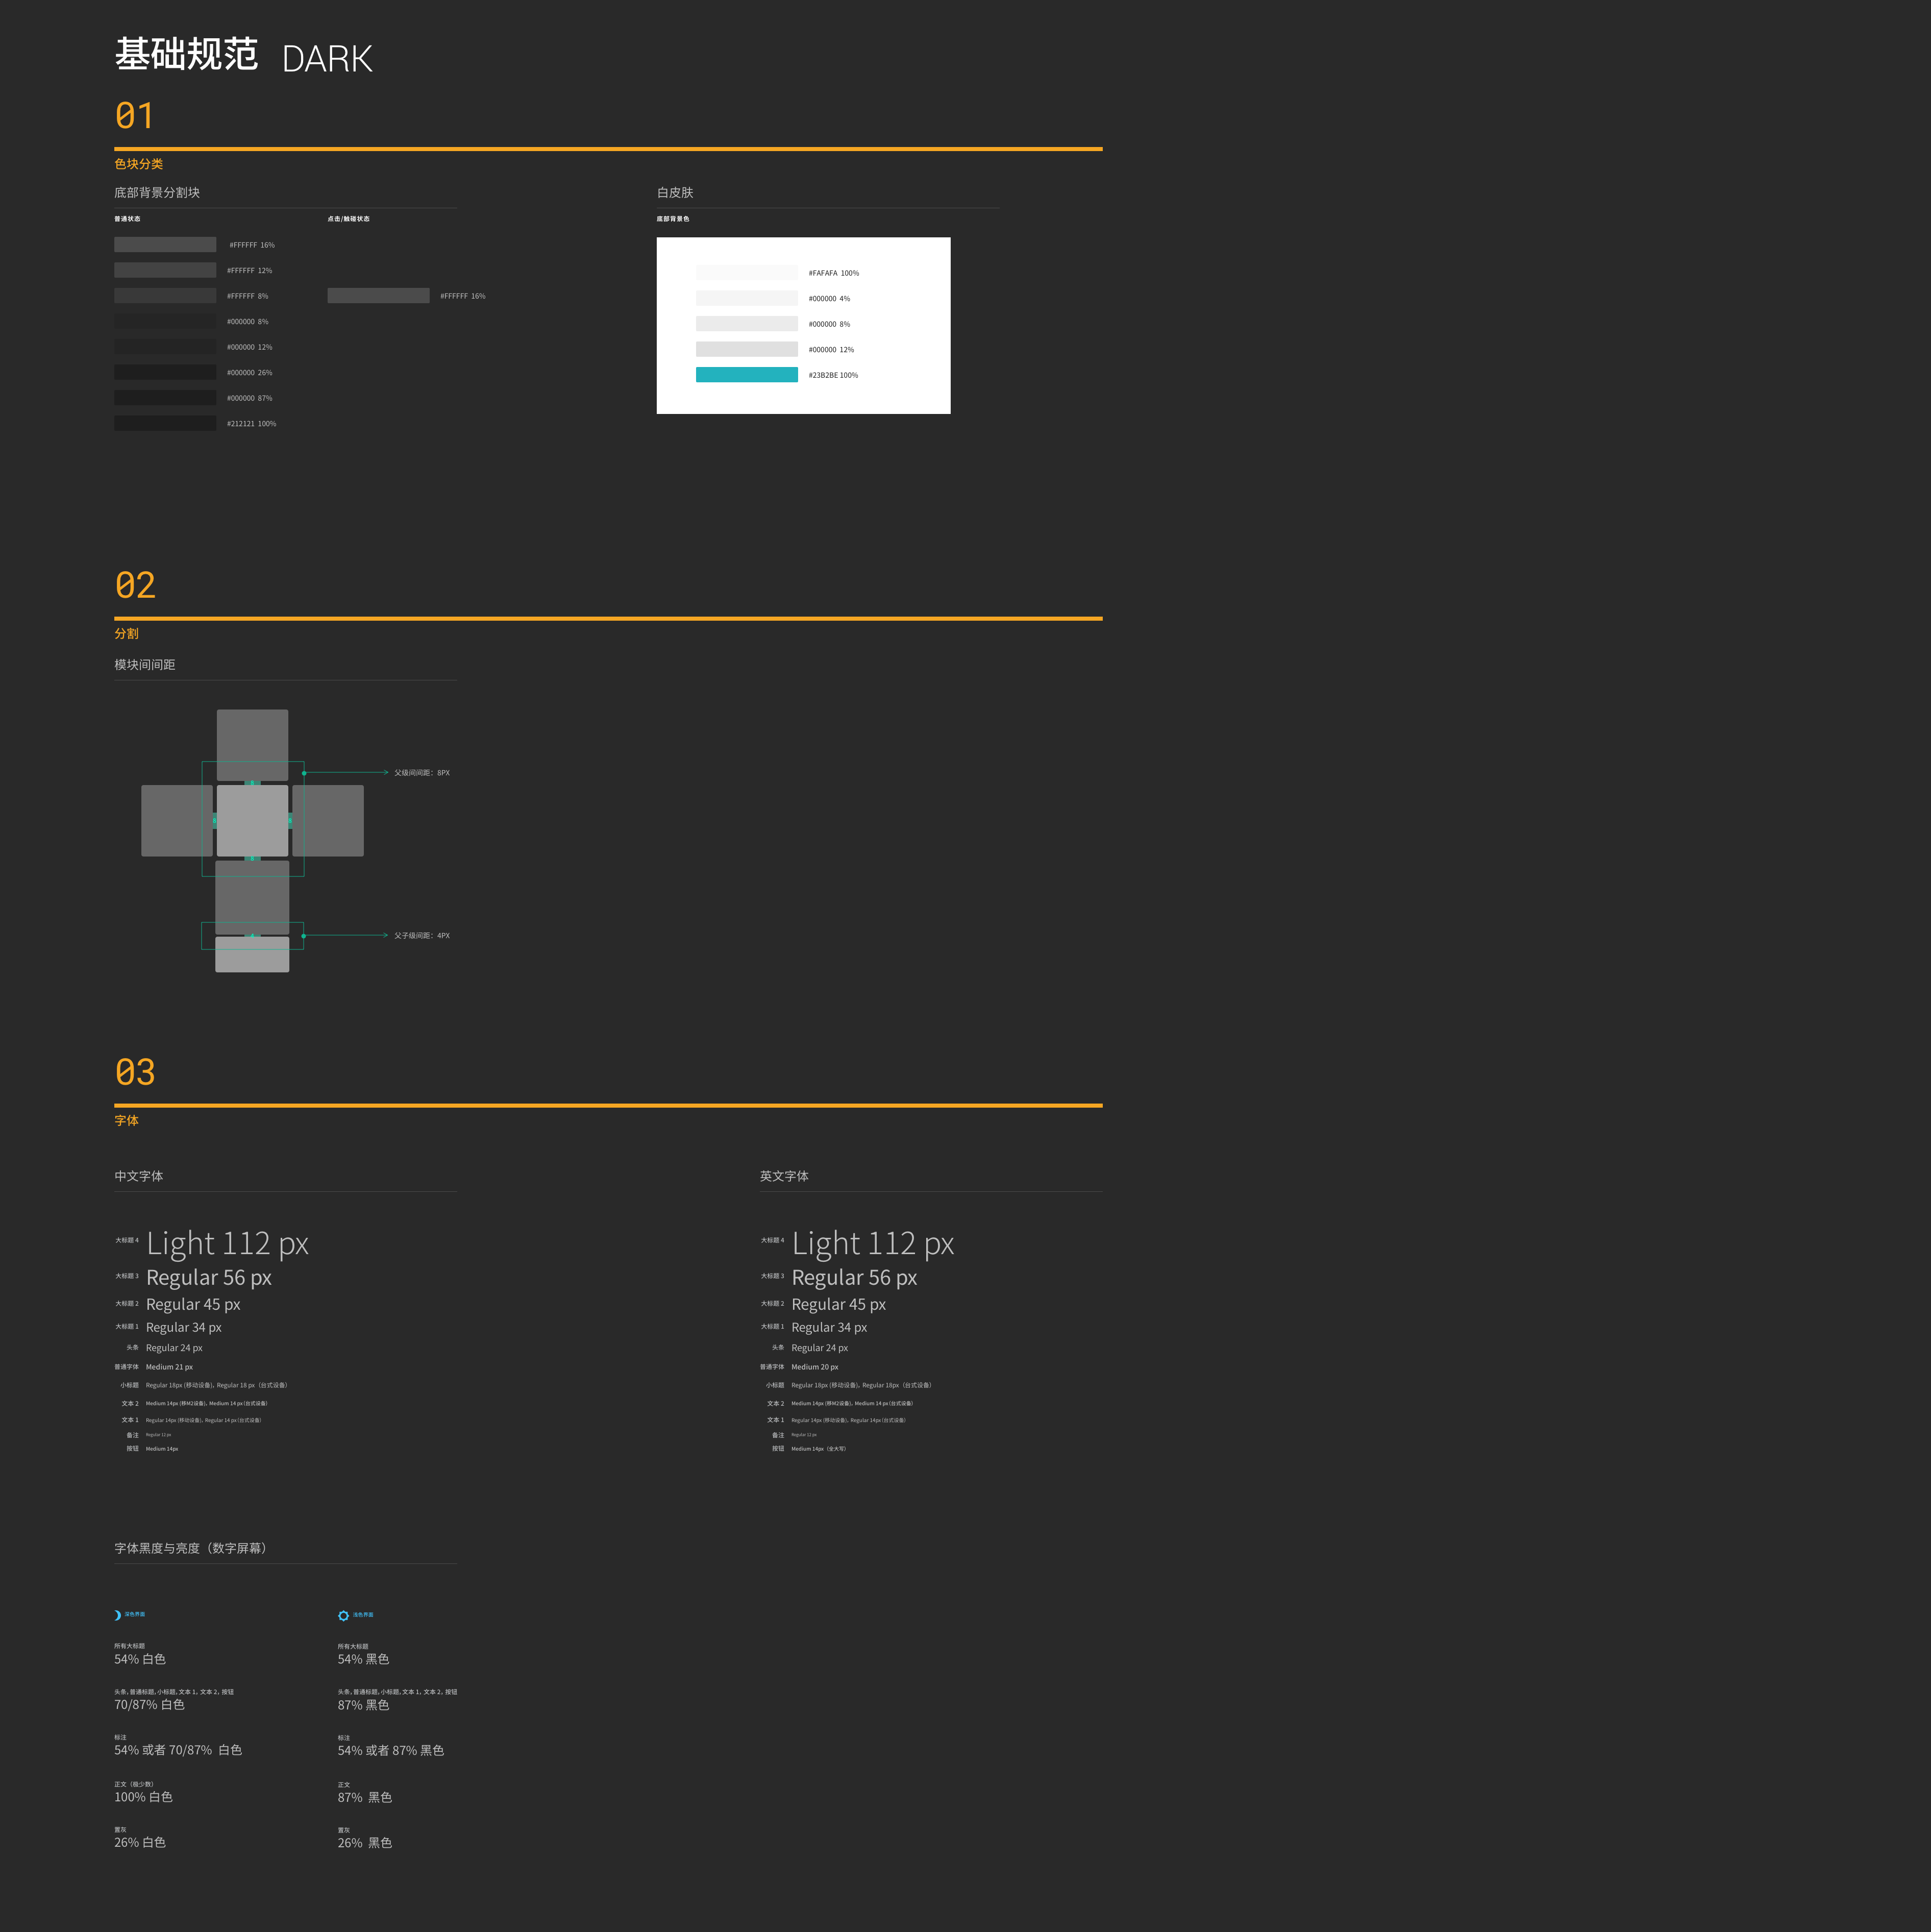 基础规范 DARK
01
色块分类
底部背景分割块
普通状态 点击/触碰状态
#FFFFFF 16%
#FFFFFF 12%
#FFFFFF 8% #FFFFFF 16%
#000000 8%
#000000 12%
#000000 26%
#000000 87%
#212121 100%
白皮肤
底部背景色
#FAFAFA 100%
#000000 4%
#000000 8%
#000000 12%
#23B2BE 100%
02
分割
模块间间距
父级间间距：8PX
父子级间距：4PX
03
字体
中文字体
大标题 4 Light 112 px
大标题 3 Regular 56 px
大标题 2 Regular 45 px
大标题 1 Regular 34 px
头条 Regular 24 px
普通字体 Medium 21 px
小标题 Regular 18px (移动设备)，Regular 18 px（台式设备）
文本 2 Medium 14px (移M2设备)，Medium 14 px (台式设备)
文本 1 Regular 14px (移动设备)，Regular 14 px (台式设备)
备注 Regular 12 px
按钮 Medium 14px
英文字体
大标题 4 Light 112 px
大标题 3 Regular 56 px
大标题 2 Regular 45 px
大标题 1 Regular 34 px
头条 Regular 24 px
普通字体 Medium 20 px
小标题 Regular 18px (移动设备)，Regular 18px（台式设备）
文本 2 Medium 14px (移M2设备)，Medium 14 px (台式设备)
文本 1 Regular 14px (移动设备)，Regular 14px (台式设备)
备注 Regular 12 px
按钮 Medium 14px（全大写）
字体黑度与亮度（数字屏幕）
深色界面
所有大标题
54% 白色
头条, 普通标题, 小标题, 文本 1，文本 2，按钮
70/87% 白色
标注
54% 或者 70/87% 白色
正文（极少数）
100% 白色
置灰
26% 白色
浅色界面
所有大标题
54% 黑色
头条, 普通标题, 小标题, 文本 1，文本 2，按钮
87% 黑色
标注
54% 或者 87% 黑色
正文
87% 黑色
置灰
26% 黑色